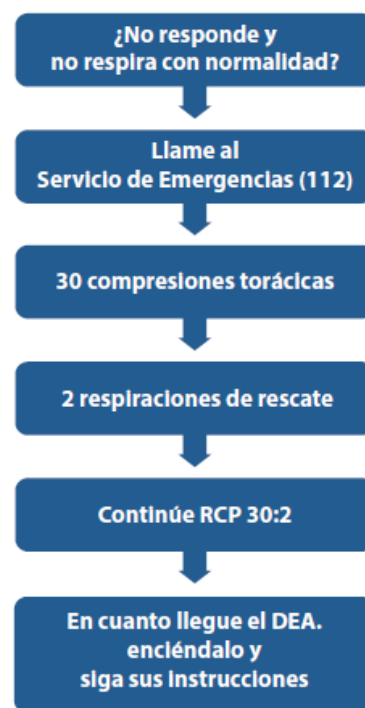 ¿No responde y
no respira con normalidad?
Llame al
Servicio de Emergencias (112)
30 compresiones torácicas
2 respiraciones de rescate
Continúe RCP 30:2
En cuanto llegue el DEA.
enciéndalo y
siga sus instrucciones